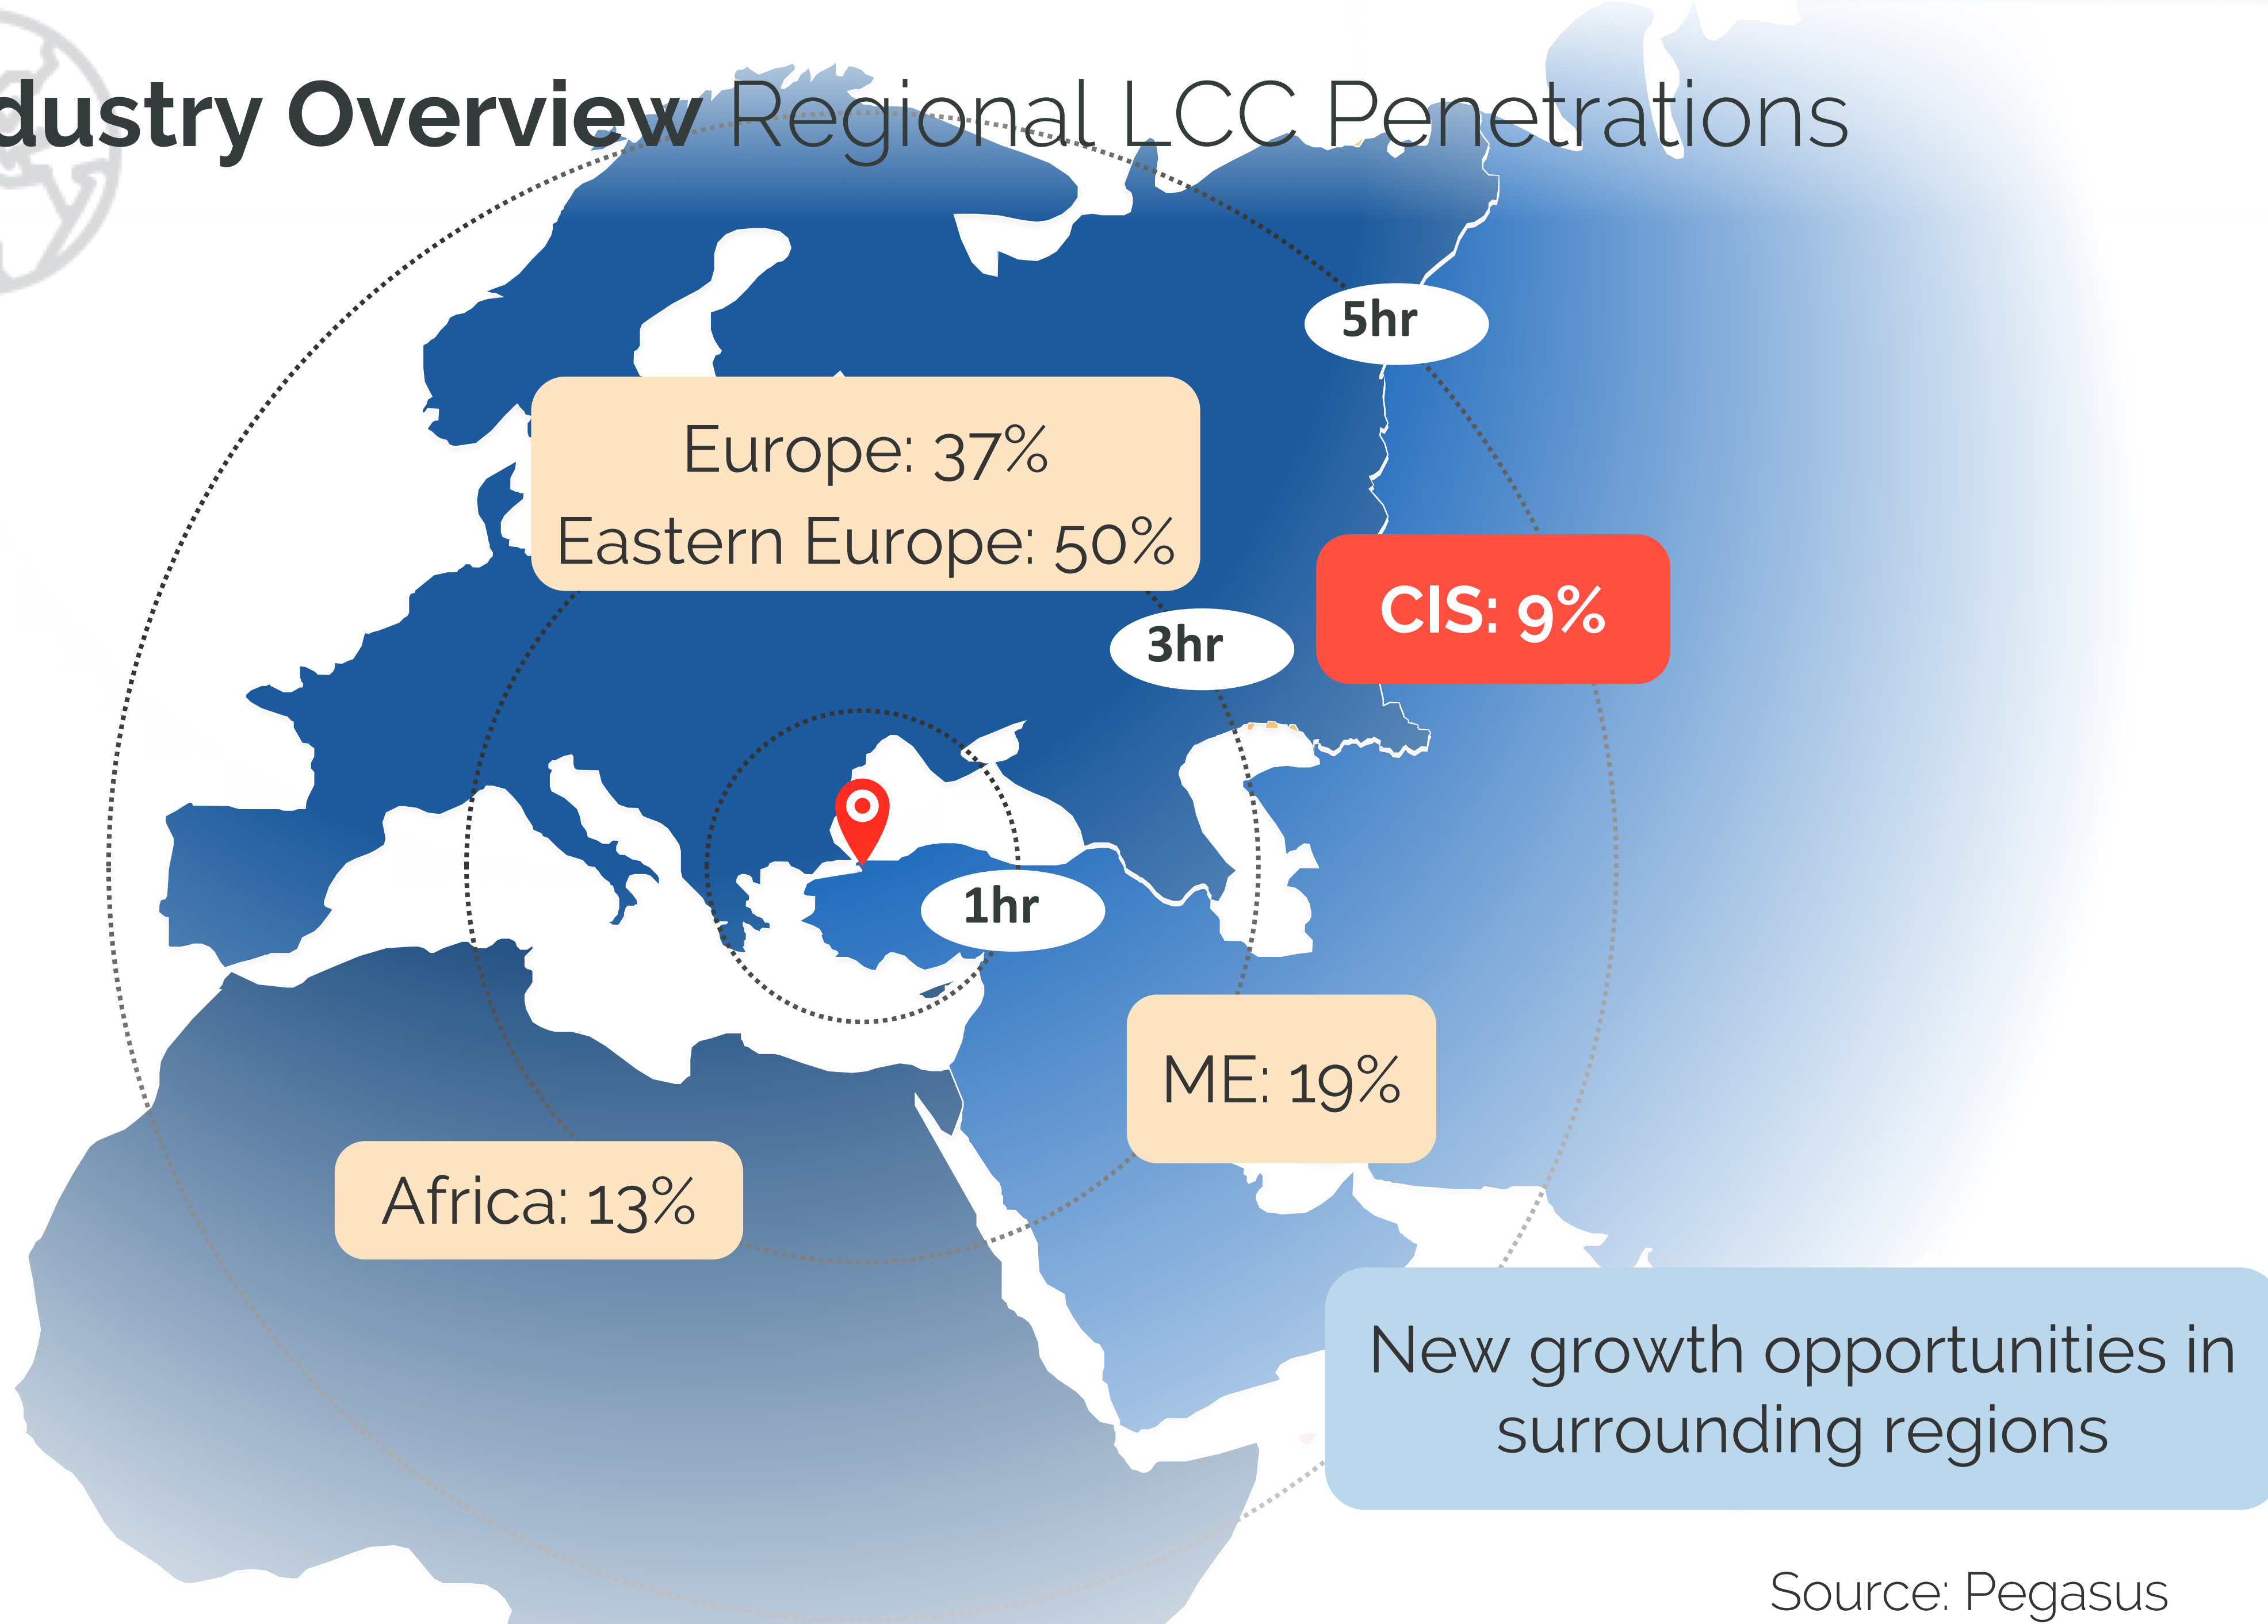 dustry Overview Regional LCC Penetrations
5hr
Europe: 37%
Eastern Europe: 50%
CIS: 9%
3hr
1hr
ME: 19%
Africa: 13%
New growth opportunities in
surrounding regions
Source: Pegasus